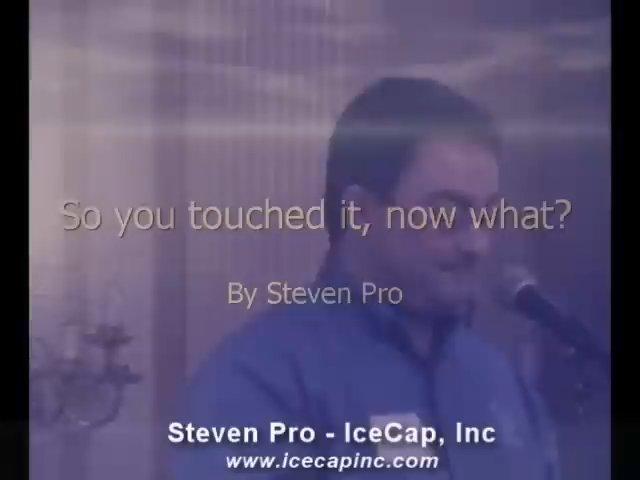 So you touched it, now what?
By Steven Pro
Steven Pro - IceCap, Inc
www.icecapinc.com